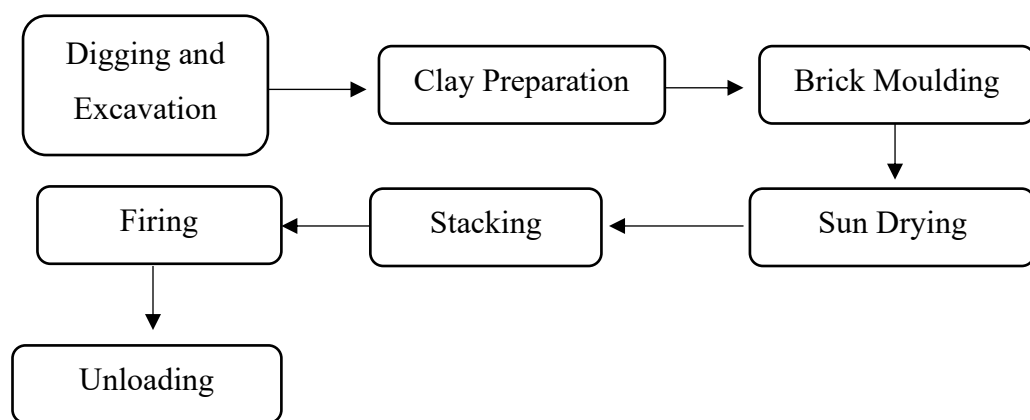 Digging and
Excavation
Clay Preparation
Brick Moulding
Sun Drying
Stacking
Firing
Unloading